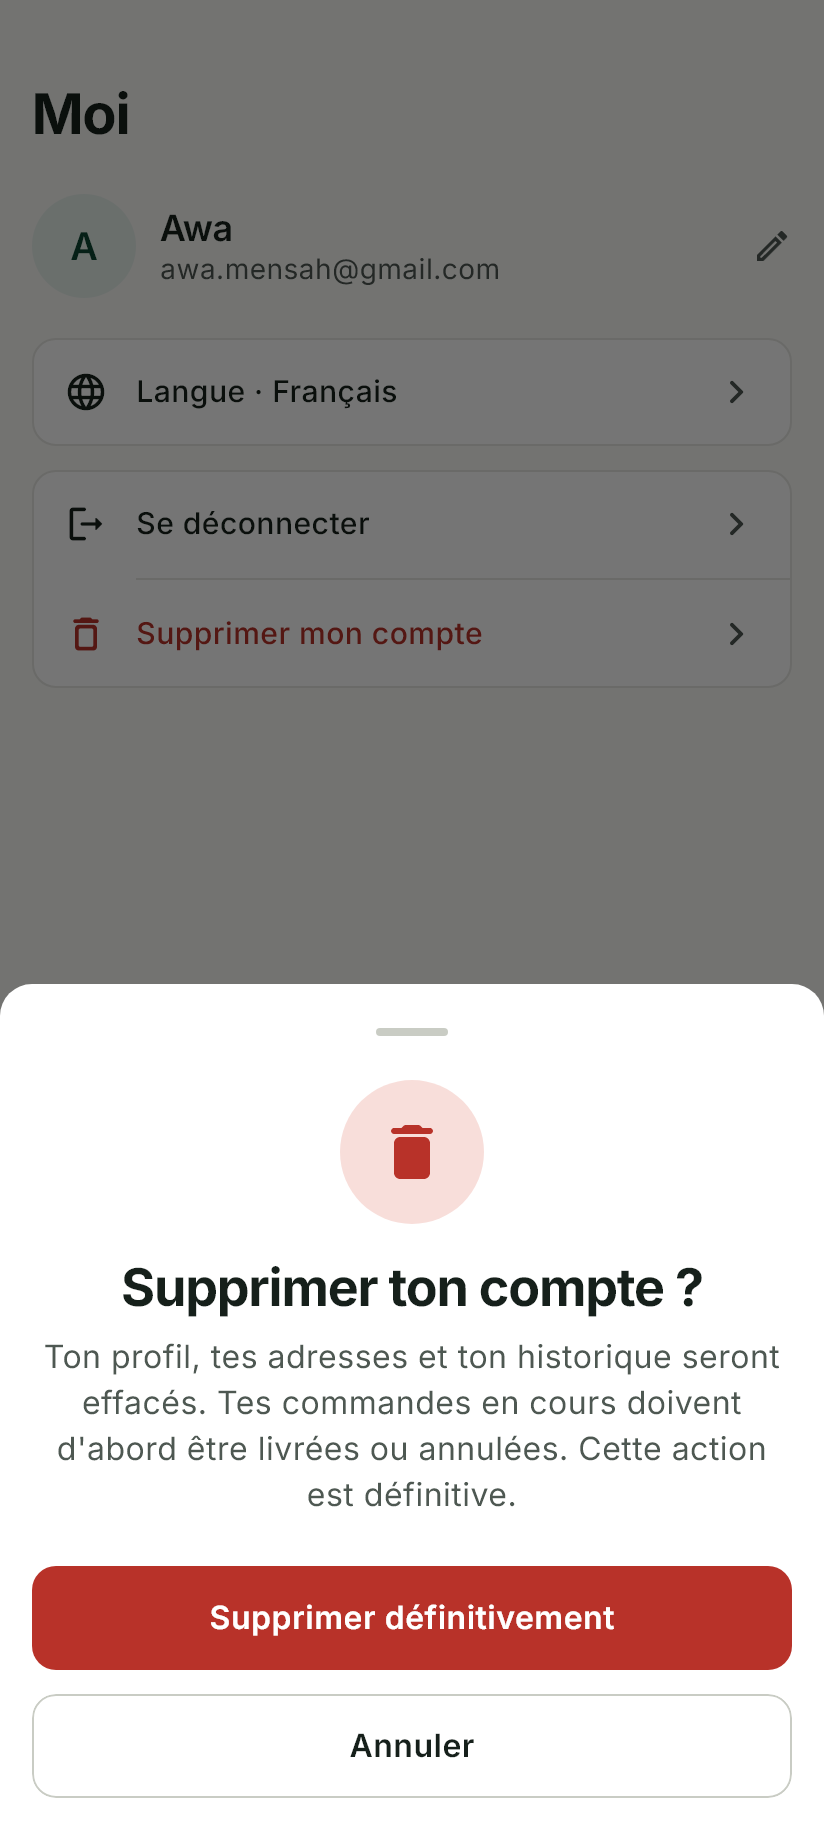 Moi
A
Awa
awa.mensah@gmail.com
Langue · Français
Se déconnecter
Supprimer mon compte
Supprimer ton compte ?
Ton profil, tes adresses et ton historique seront
effacés. Tes commandes en cours doivent
d'abord être livrées ou annulées. Cette action
est définitive.
Supprimer définitivement
Annuler